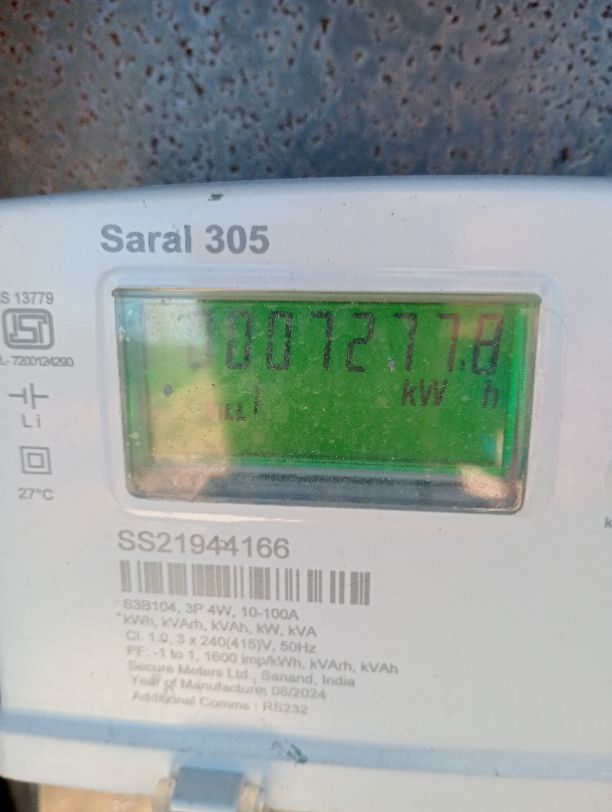 Saral 305
S 13779
ISI
L- 7200124290
Li
27°C
0007277.8
kW h
SS21944166
S3B104, 3P 4W, 10-100A
kWh, kVArh, kVAh, kW, kVA
Cl. 1.0, 3 x 240(415)V, 50Hz
PF: -1 to 1, 1600 imp/kWh, kVArh, kVAh
Secure Meters Ltd., Sanand, India
Year of Manufacture: 08/2024
Additional Comms : RS232